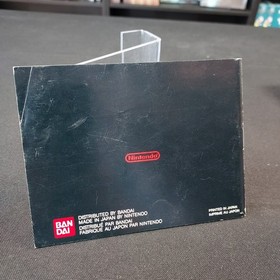 Nintendo
BAN
DAI
DISTRIBUTED BY BANDAI
MADE IN JAPAN BY NINTENDO
DISTRIBUÉ PAR BANDAI
FABRIQUÉ AU JAPON PAR NINTENDO
PRINTED IN JAPAN
IMPRIMÉ AU JAPON